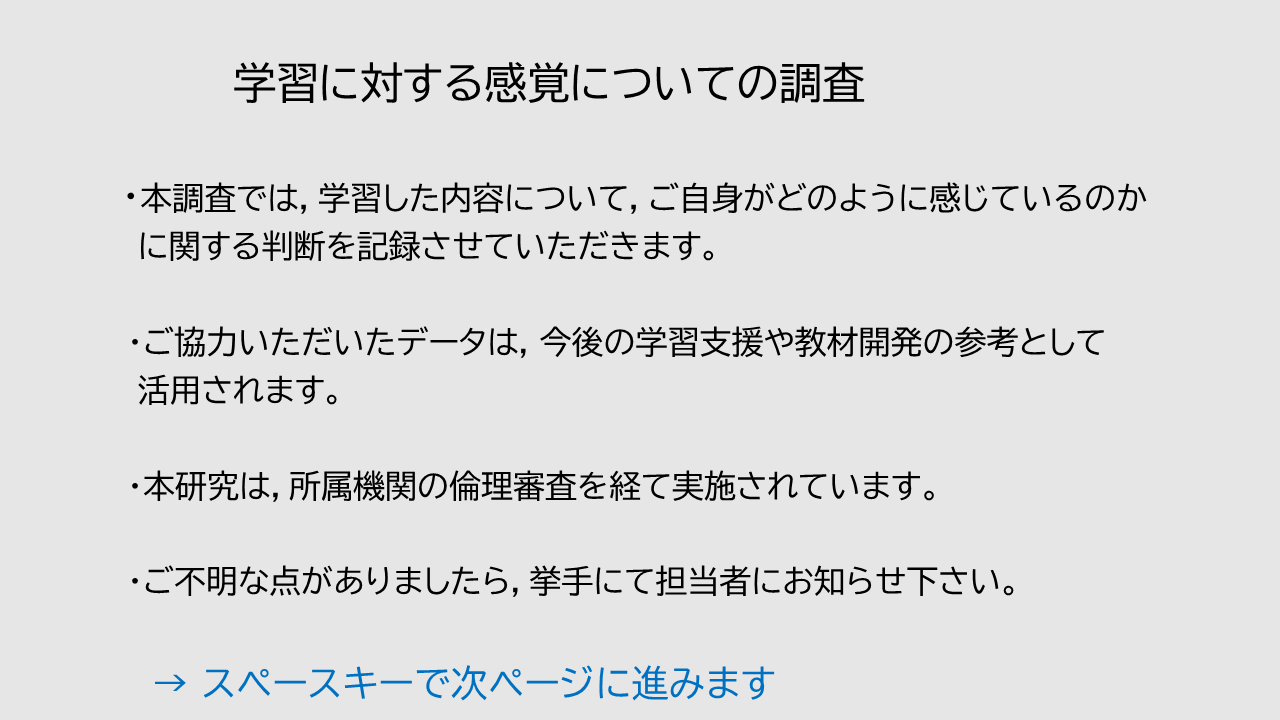 学習に対する感覚についての調査
・本調査では, 学習した内容について, ご自身がどのように感じているのか
に関する判断を記録させていただきます。
・ご協力いただいたデータは, 今後の学習支援や教材開発の参考として
活用されます。
・本研究は, 所属機関の倫理審査を経て実施されています。
・ご不明な点がありましたら, 挙手にて担当者にお知らせ下さい。
→ スペースキーで次ページに進みます